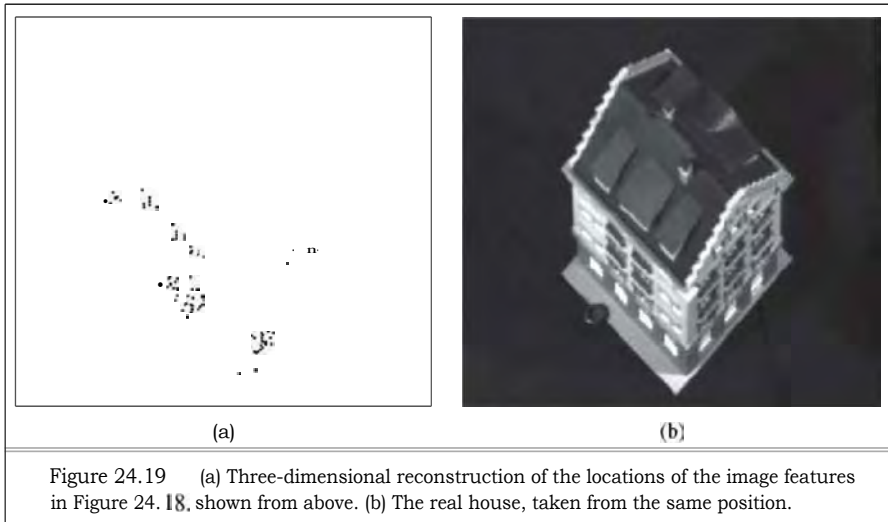 (a)
(b)
Figure 24.19 (a) Three-dimensional reconstruction of the locations of the image features
in Figure 24. 18, shown from above. (b) The real house, taken from the same position.